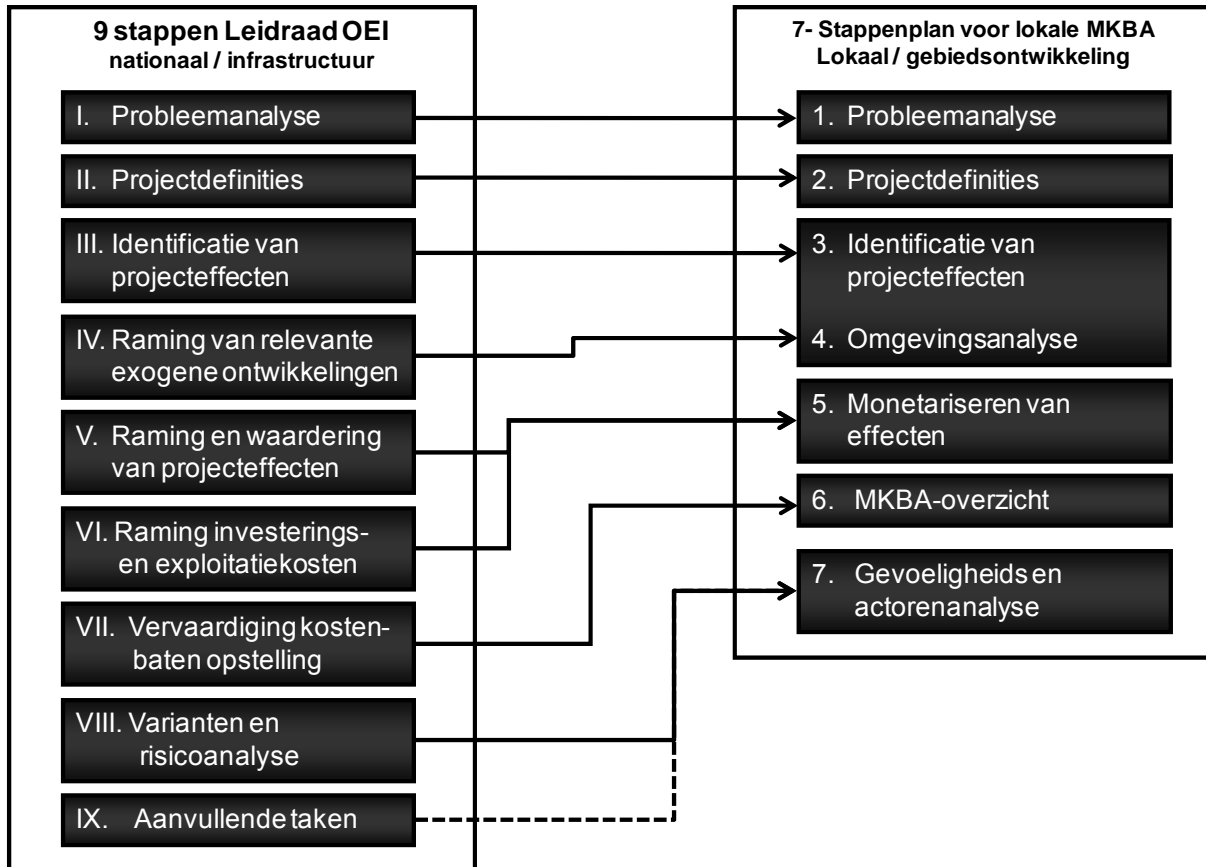 9 stappen Leidraad OEI
nationaal / infrastructuur
I. Probleemanalyse
II. Projectdefinities
III. Identificatie van
projecteffecten
IV. Raming van relevante
exogene ontwikkelingen
V. Raming en waardering
van projecteffecten
VI. Raming investerings-
en exploitatiekosten
VII. Vervaardiging kosten-
baten opstelling
VIII. Varianten en
risicoanalyse
IX. Aanvullende taken
7- Stappenplan voor lokale MKBA
Lokaal / gebiedsontwikkeling
1. Probleemanalyse
2. Projectdefinities
3. Identificatie van
projecteffecten
4. Omgevingsanalyse
5. Monetariseren van
effecten
6. MKBA-overzicht
7. Gevoeligheids en
actorenanalyse